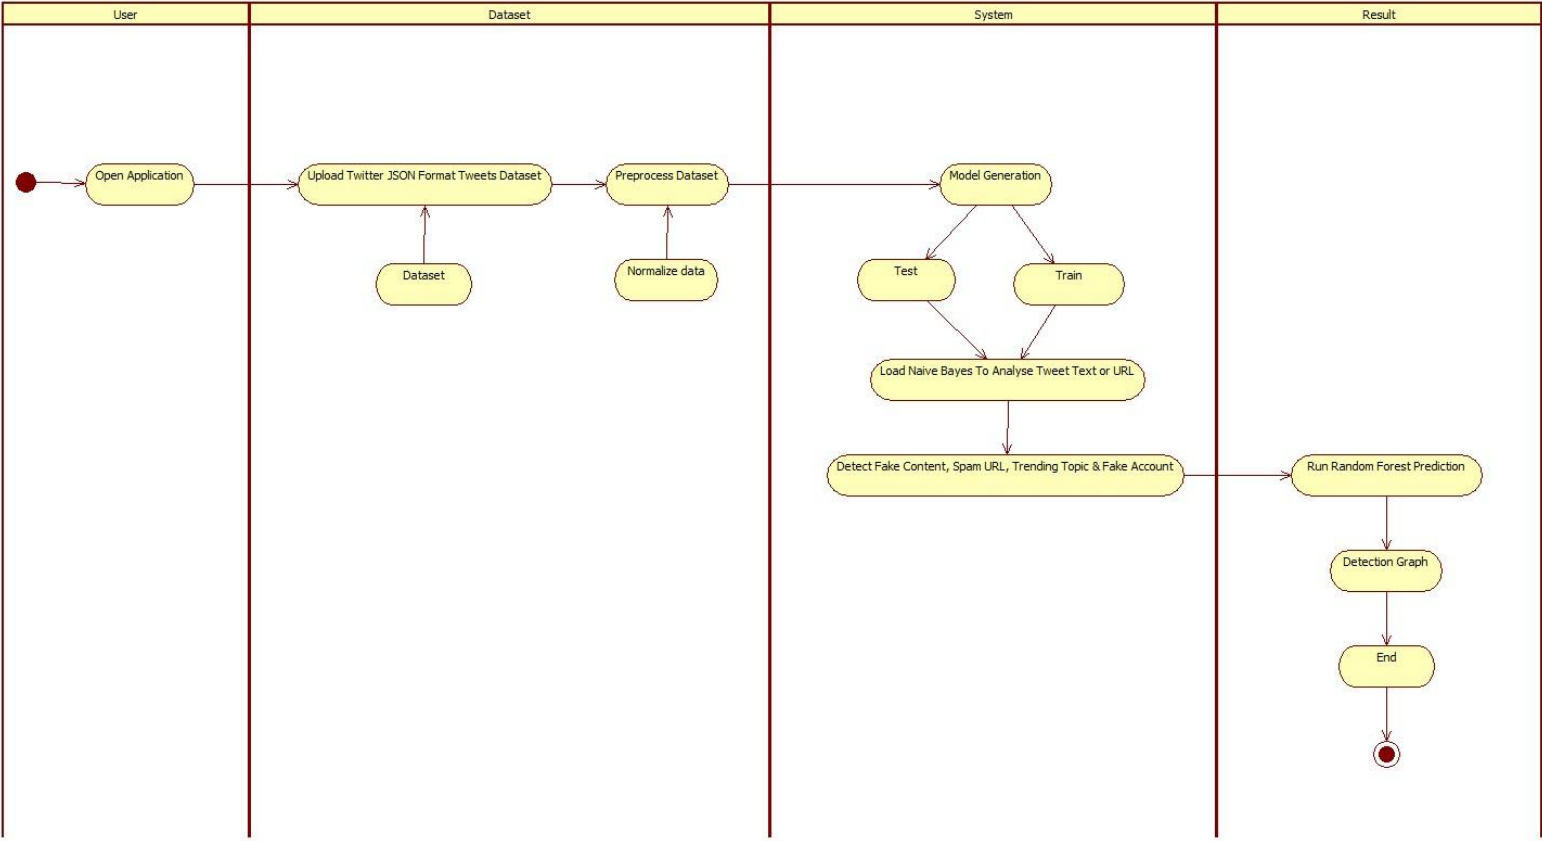 User
Dataset
System
Result
Open Application
Upload Twitter JSON Format Tweets Dataset
Preprocess Dataset
Model Generation
Dataset
Normalize data
Test
Train
Load Naive Bayes To Analyse Tweet Text or URL
Detect Fake Content, Spam URL, Trending Topic & Fake Account
Run Random Forest Prediction
Detection Graph
End